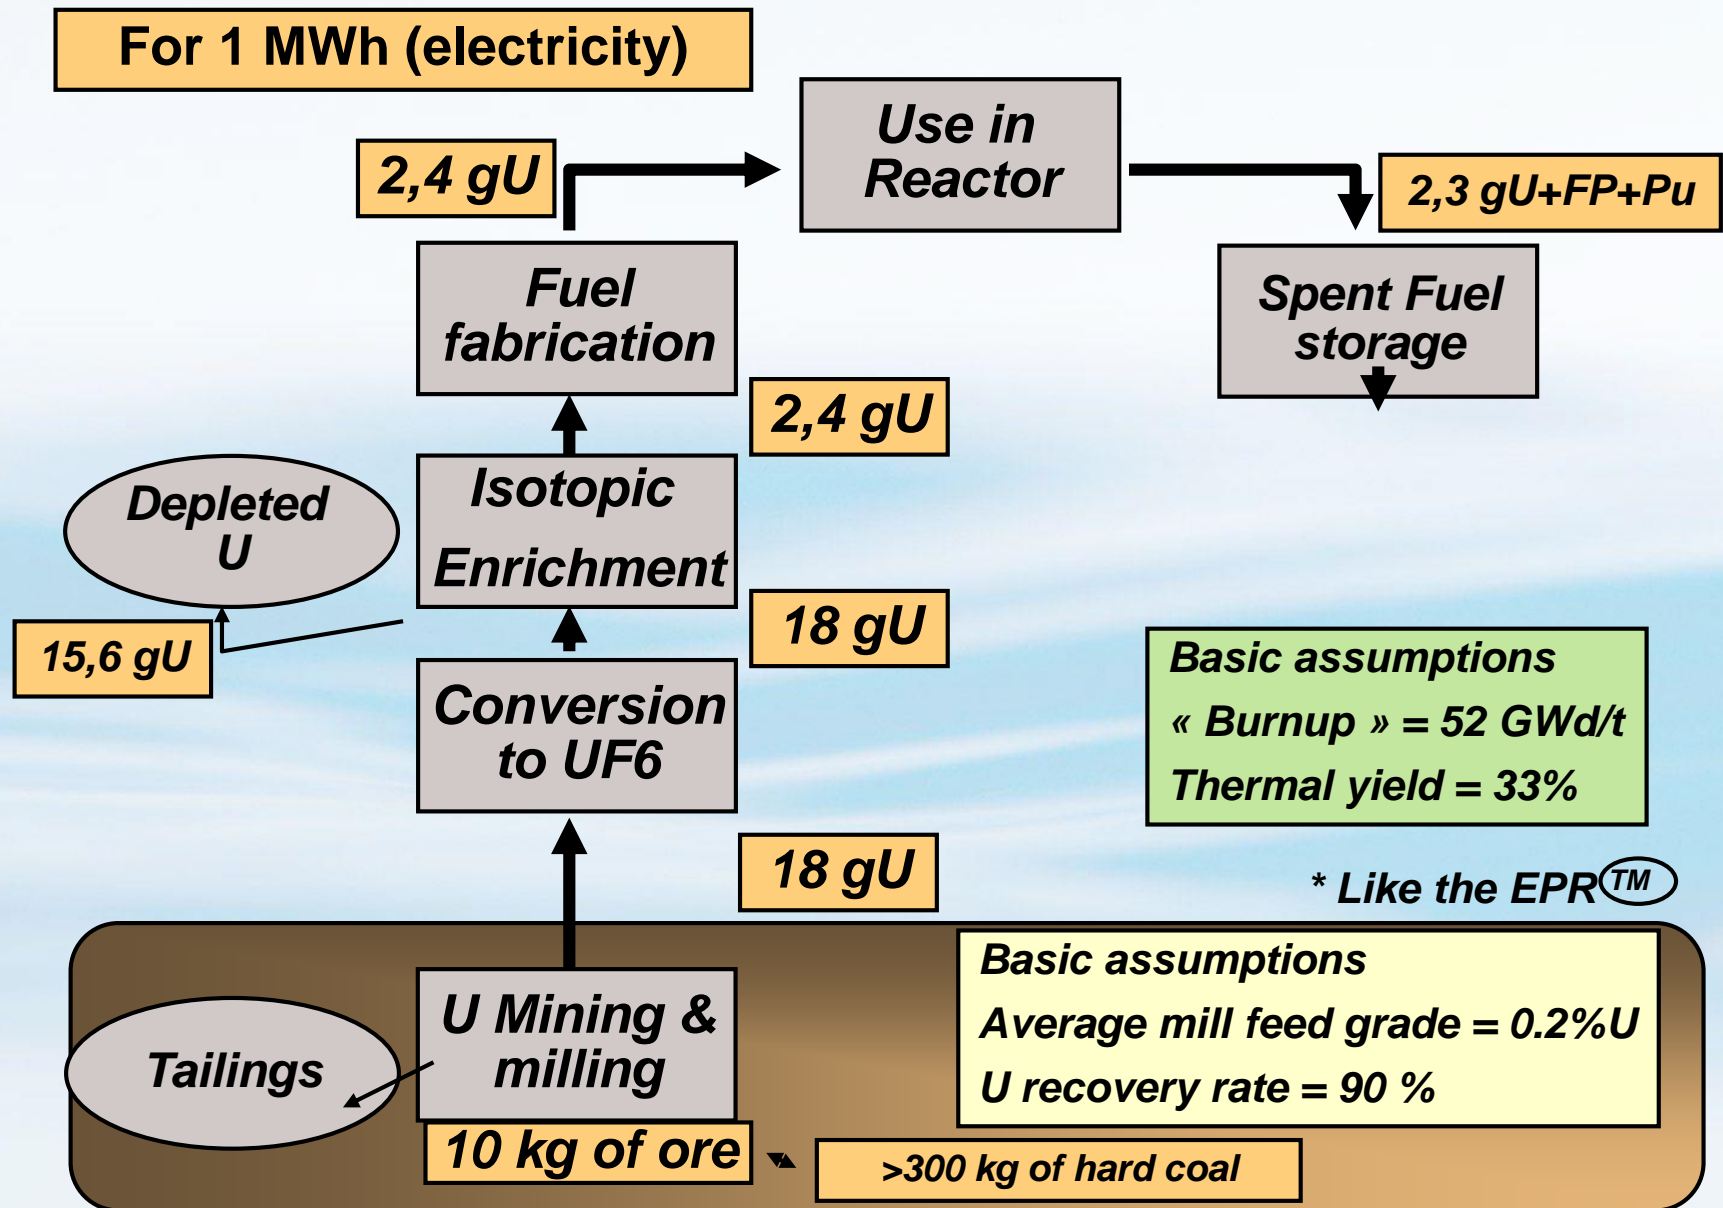 For 1 MWh (electricity)
Use in
Reactor
2,4 gU
2,3 gU+FP+Pu
Fuel
fabrication
Spent Fuel
storage
2,4 gU
Isotopic
Enrichment
Depleted
U
18 gU
15,6 gU
Conversion
to UF6
Basic assumptions
« Burnup » = 52 GWd/t
Thermal yield = 33%
18 gU
* Like the EPR TM
U Mining &
milling
Tailings
Basic assumptions
Average mill feed grade = 0.2%U
U recovery rate = 90 %
10 kg of ore
>300 kg of hard coal